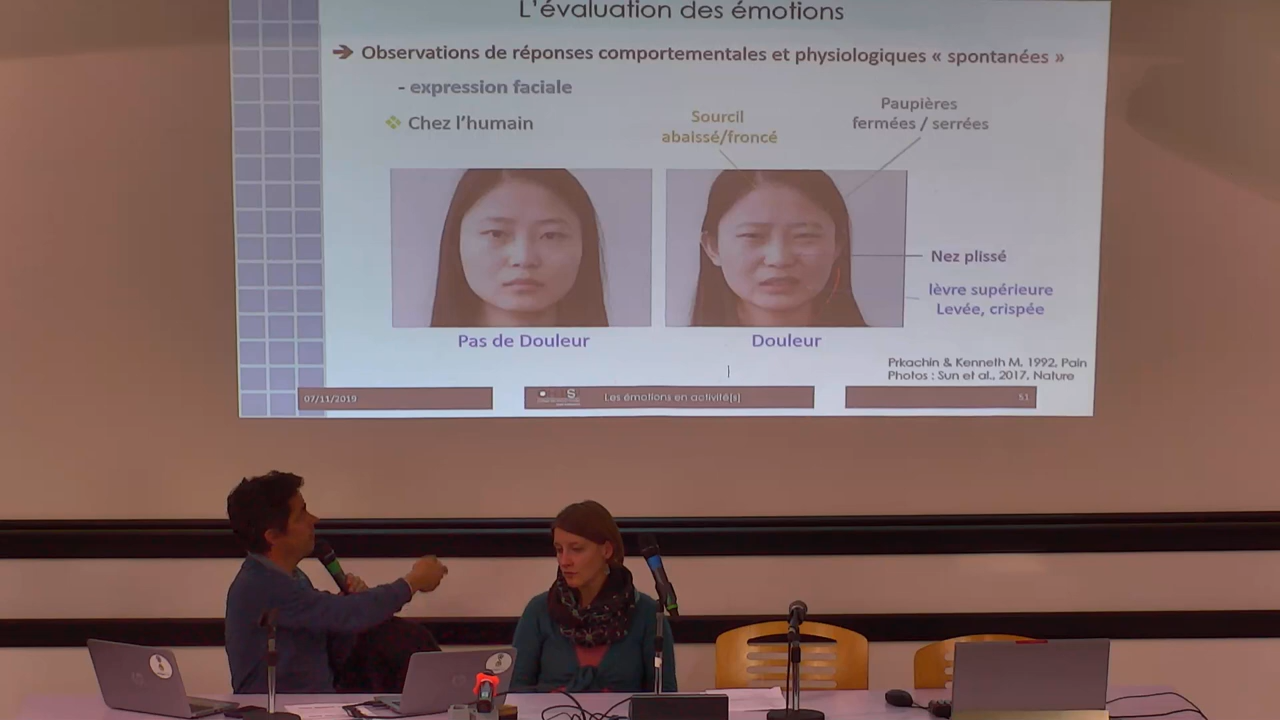 L'évaluation des émotions
Observations de réponses comportementales et physiologiques « spontanées »
- expression faciale
Chez l'humain
Sourcil
abaissé/froncé
Paupières
fermées / serrées
Nez plissé
lèvre supérieure
Levée, crispée
Pas de Douleur
Douleur
Prkachin & Kenneth M. 1992, Pain
Photos : Sun et al., 2017, Nature
07/11/2019
Les émotions en activité(s)
51